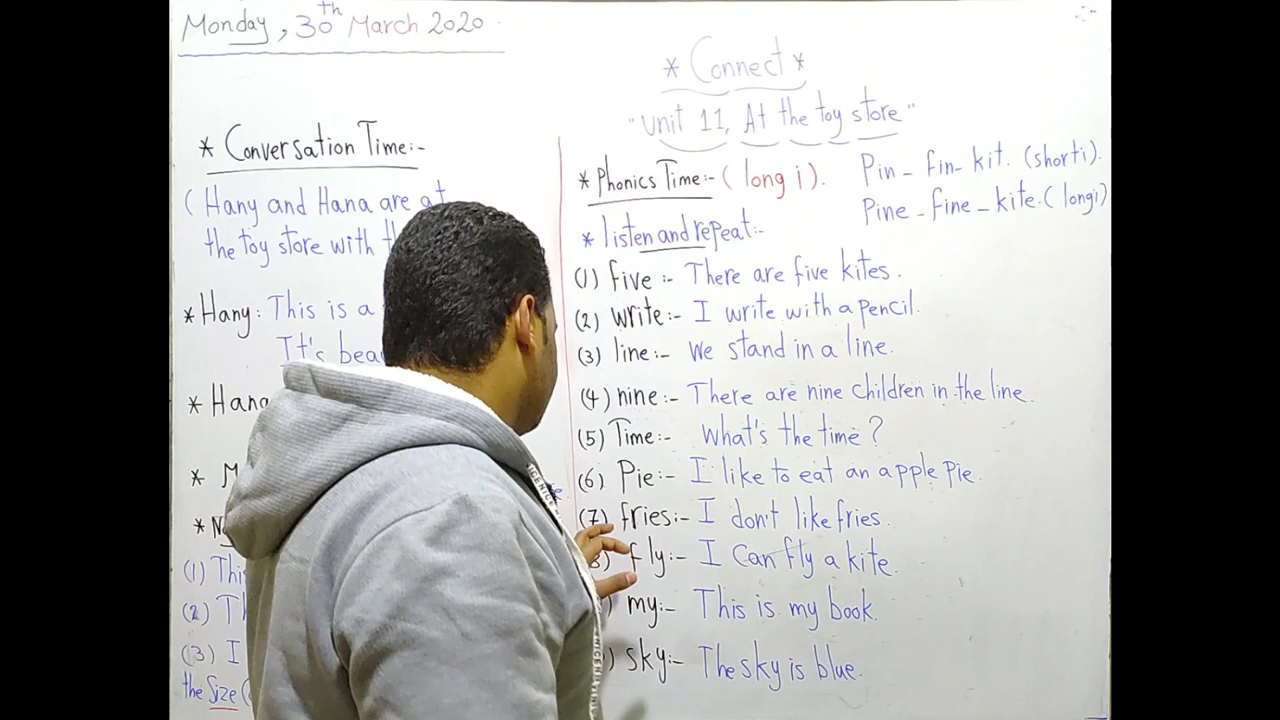 Monday, 30th March 2020
* Connect *
"Unit 11, At the toy store"
* Conversation Time:-
(Hany and Hana are at
the toy store with
* Hany: This is a
It's
* Hana
*
*
(1)
(2)
(3) I
the Size (
* Phonics Time:- (long i).
Pin - fin - kit. (short i).
Pine - fine - kite. (long i)
* listen and repeat:-
(1) five :- There are five kites.
(2) write:- I write with a pencil.
(3) line:- We stand in a line.
(4) nine:- There are nine children in the line.
(5) Time:- What's the time?
(6) Pie:- I like to eat an apple pie.
(7) fries:- I don't like fries.
fly:- I Can fly a kite.
my:- This is my book.
) sky:- The sky is blue.